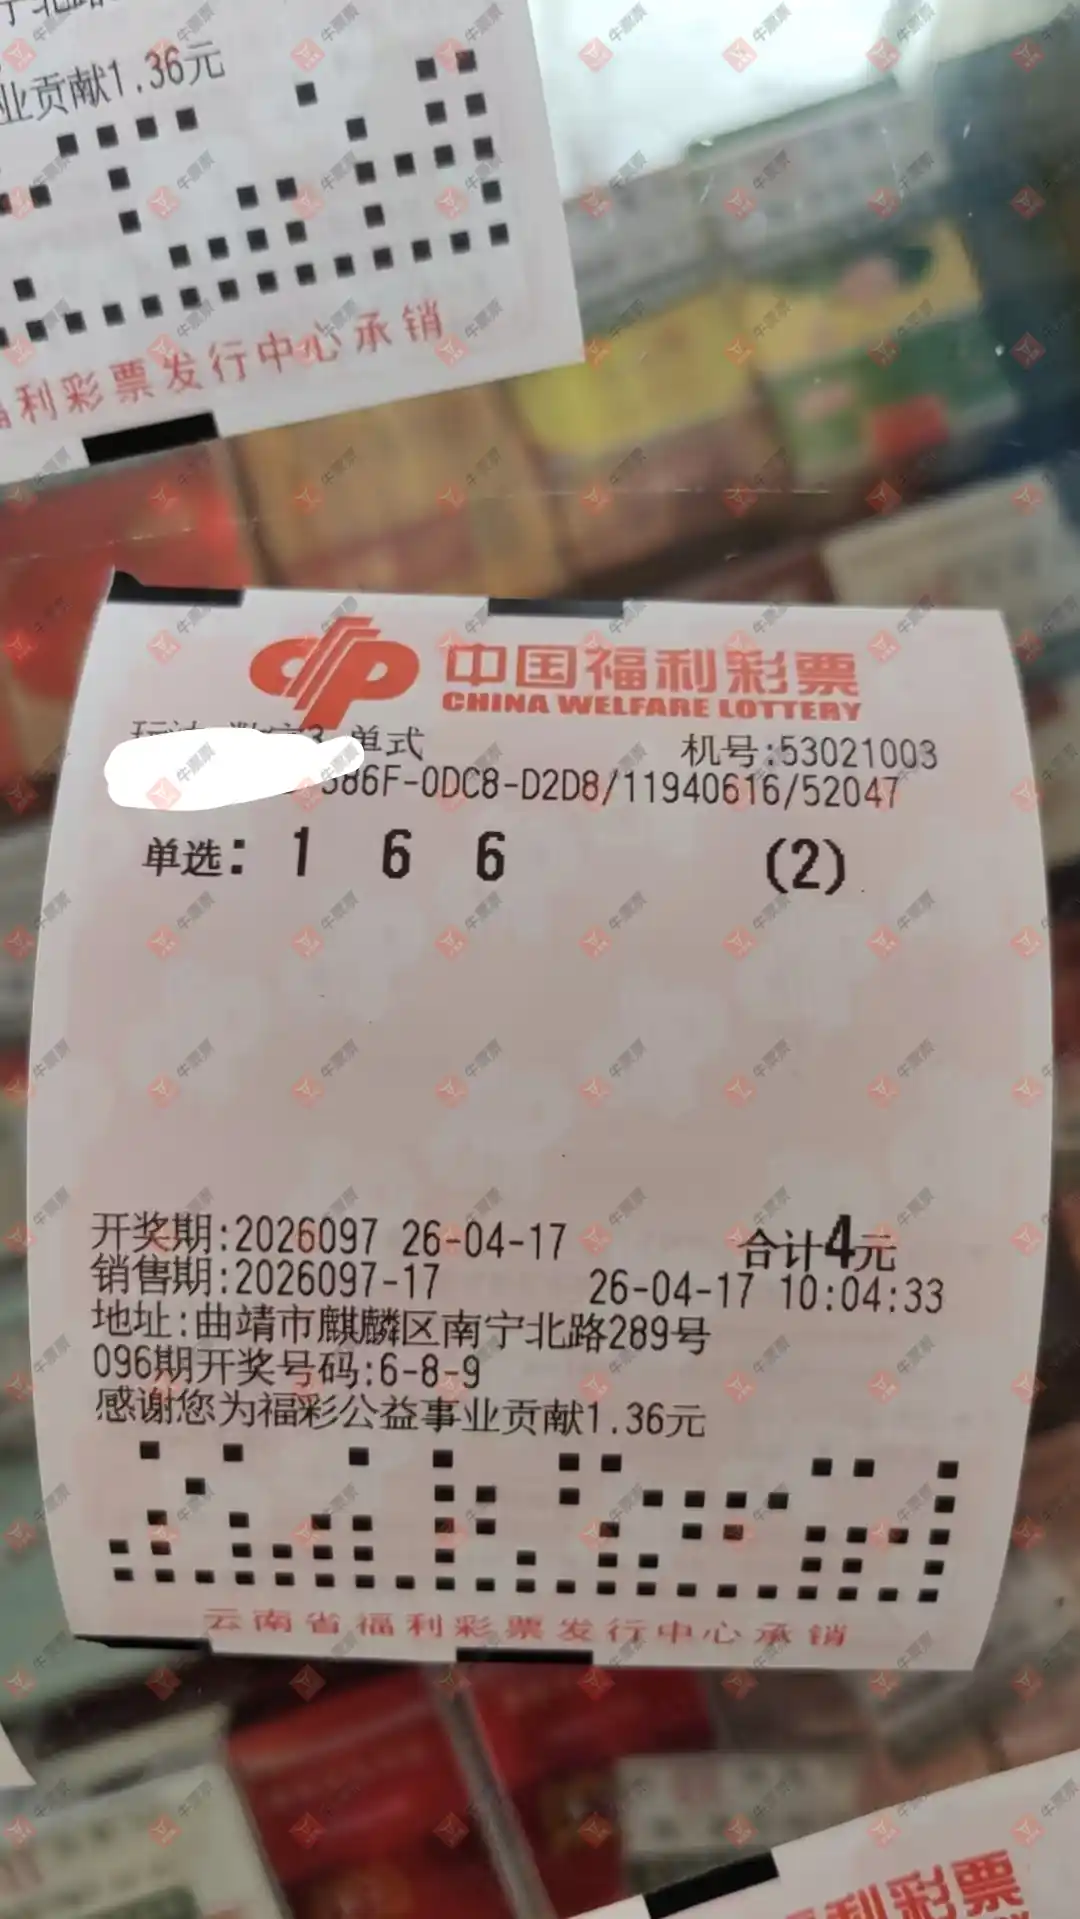 业贡献1.36元
福利彩票发行中心承销
中国福利彩票
CHINA WELFARE LOTTERY
单式
机号:53021003
586F-0DC8-D2D8/11940616/52047
单选: 1 6 6 (2)
开奖期:2026097 26-04-17
合计4元
销售期:2026097-17 26-04-17 10:04:33
地址:曲靖市麒麟区南宁北路289号
096期开奖号码:6-8-9
感谢您为福彩公益事业贡献1.36元
云南省福利彩票发行中心承销
利彩票
牛票票